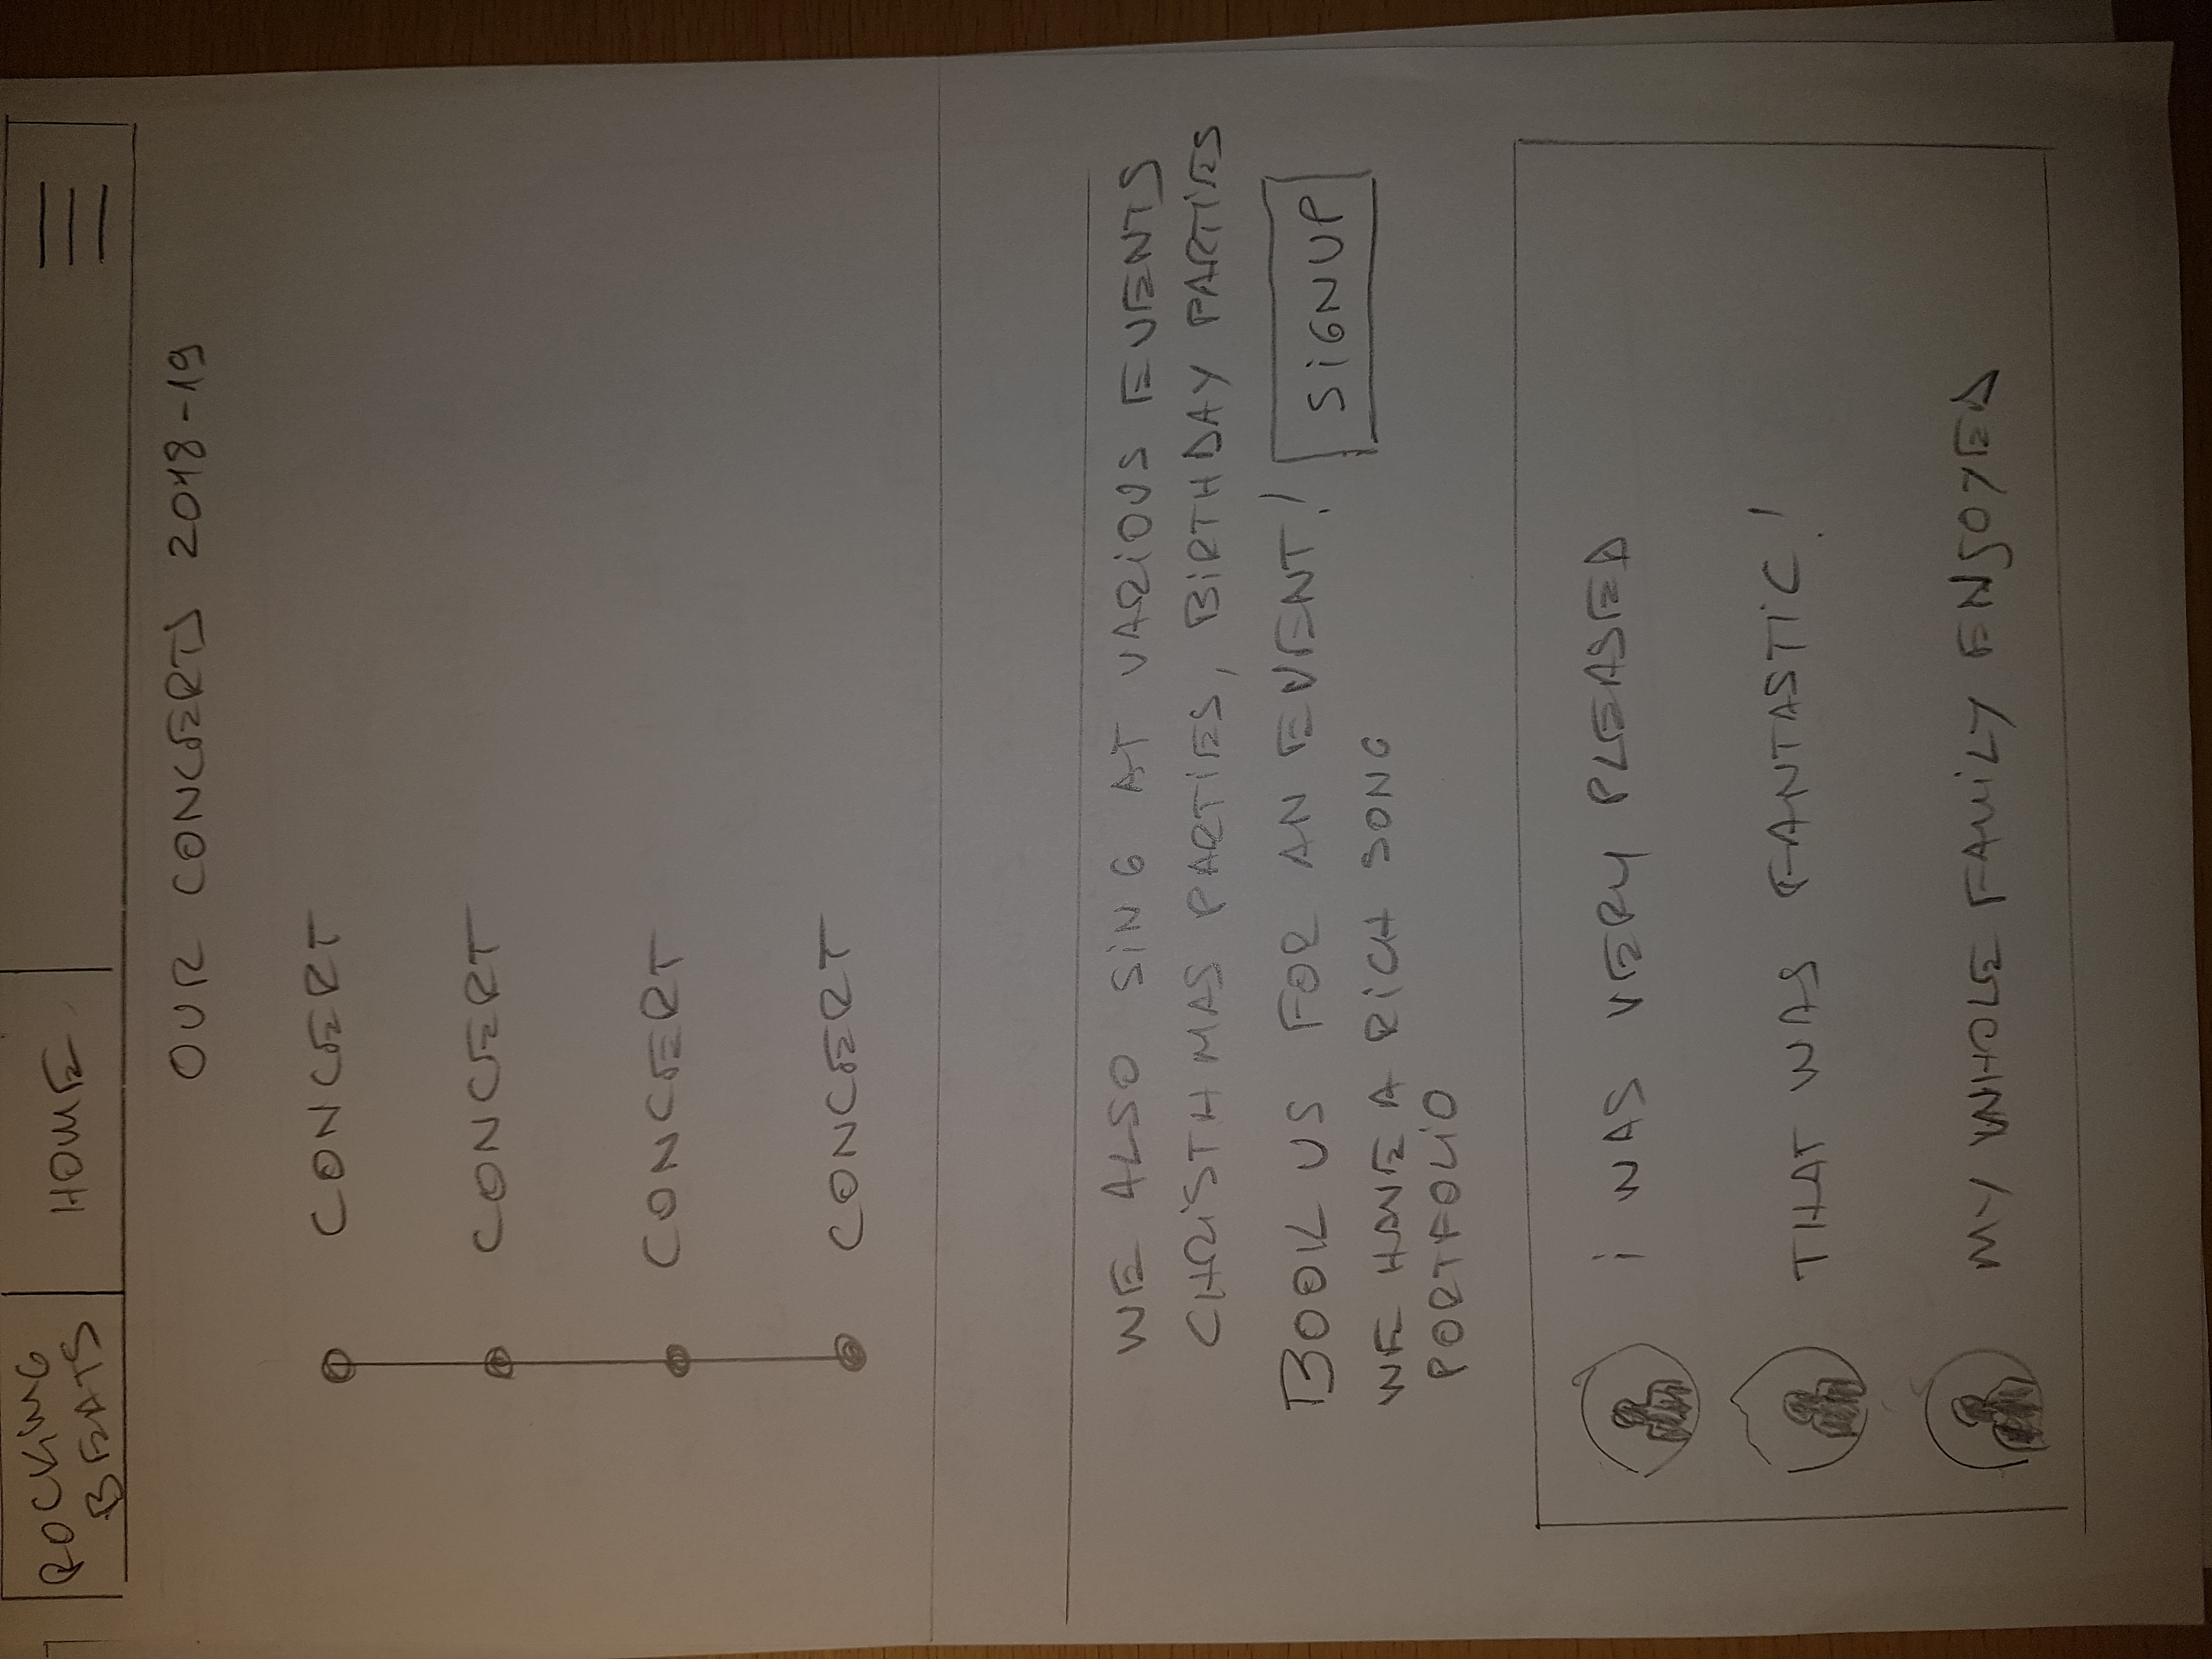 ROCKING
BEATS
HOME
OUR CONCERTS 2018-19
CONCERT
CONCERT
CONCERT
CONCERT
WE ALSO SING AT VARIOUS EVENTS
CHRISTHMAS PARTIES, BIRTHDAY PARTIES
BOOK US FOR AN EVENT!
SIGNUP
WE HAVE A RICH SONG
PORTFOLIO
I WAS VERY PLEASED
THAT WAS FANTASTIC!
MY WHOLE FAMILY ENJOYED